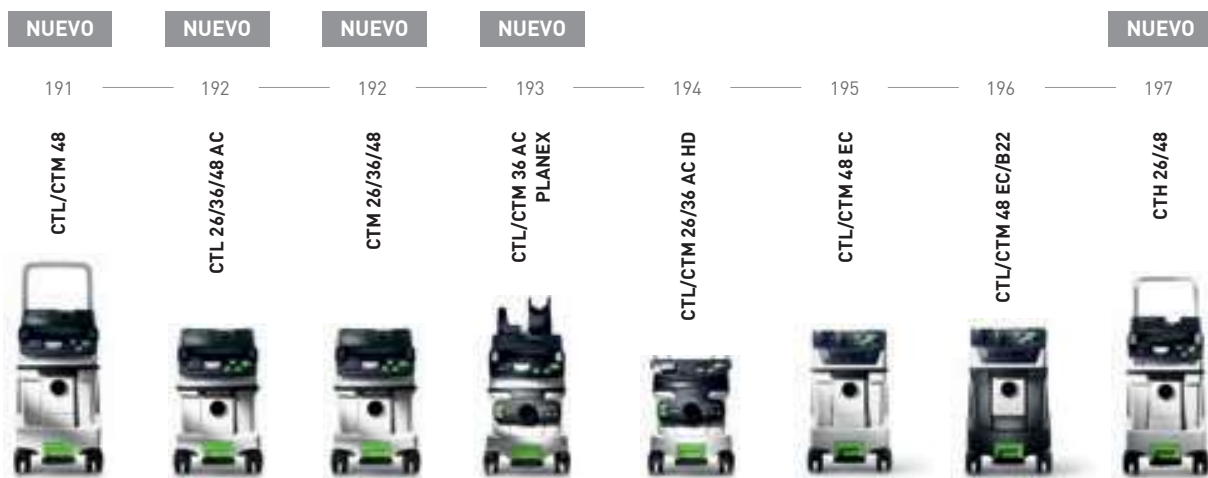 NUEVO NUEVO NUEVO NUEVO NUEVO
191 192 192 193 194 195 196 197
CTL/CTM 48
CTL 26/36/48 AC
CTM 26/36/48
CTL/CTM 36 AC
PLANEX
CTL/CTM 26/36 AC HD
CTL/CTM 48 EC
CTL/CTM 48 EC/B22
CTH 26/48